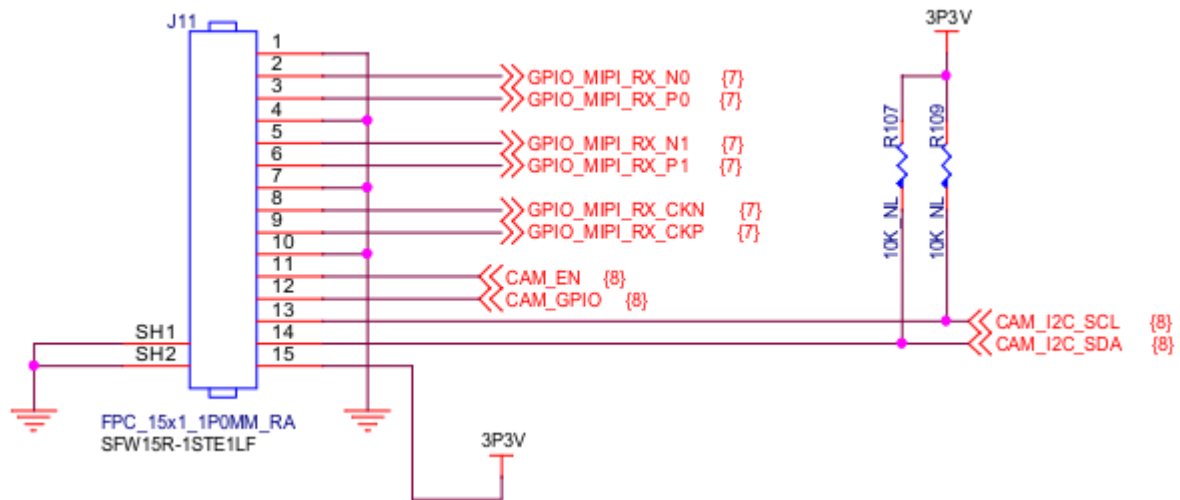 J11
3P3V
1
2 GPIO_MIPI_RX_N0 {7}
3 GPIO_MIPI_RX_P0 {7}
4
5 GPIO_MIPI_RX_N1 {7}
6 GPIO_MIPI_RX_P1 {7}
7
8 GPIO_MIPI_RX_CKN {7}
9 GPIO_MIPI_RX_CKP {7}
10
11 CAM_EN {8}
12 CAM_GPIO {8}
13 CAM_I2C_SCL {8}
14 CAM_I2C_SDA {8}
15
R107
10K_NL
R109
10K_NL
SH1
SH2
FPC_15x1_1P0MM_RA
SFW15R-1STE1LF
3P3V